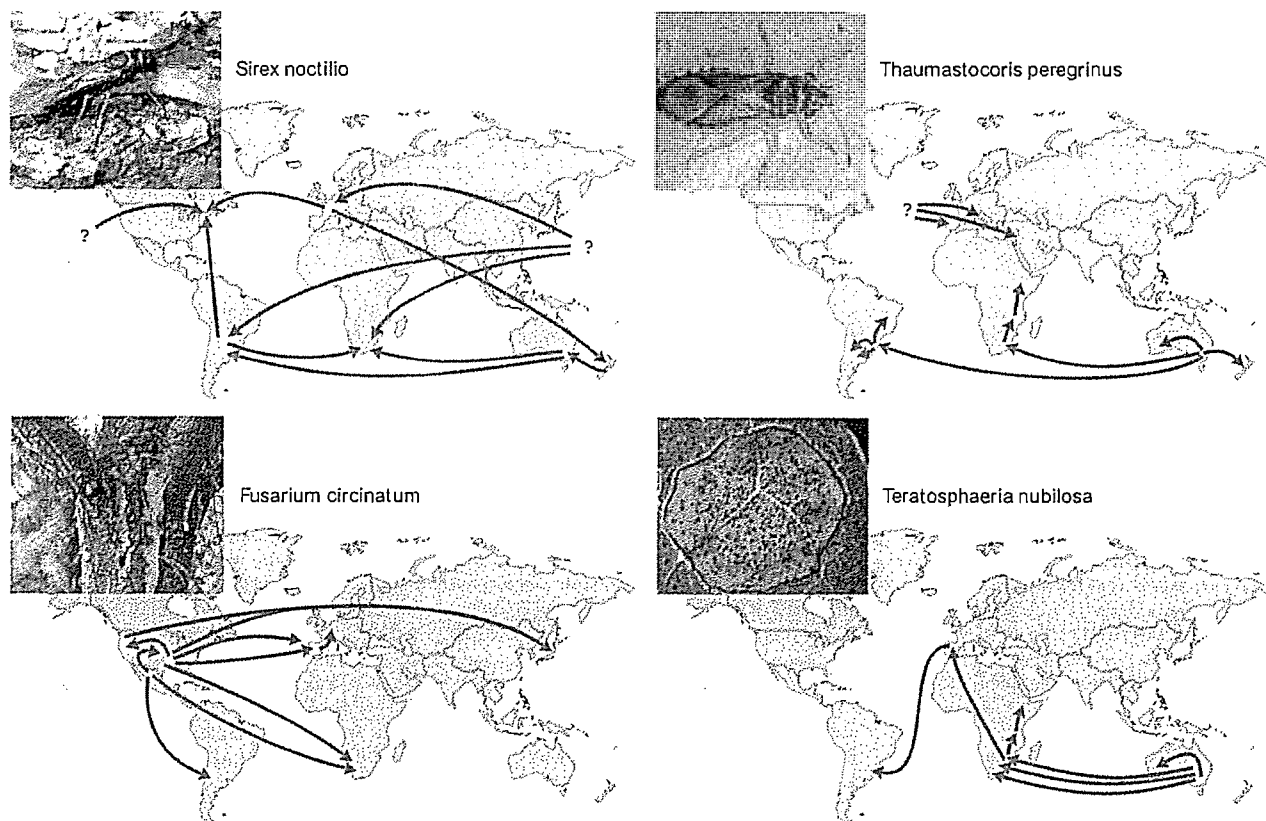 Sirex noctilio
Thaumastocoris peregrinus
?
?
?
Fusarium circinatum
Teratosphaeria nubilosa